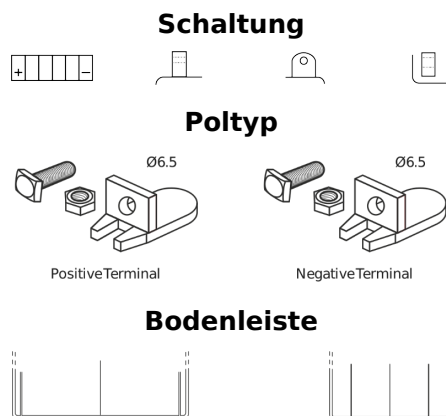 Schaltung
+ −
Poltyp
Ø6.5 Ø6.5
PositiveTerminal NegativeTerminal
Bodenleiste